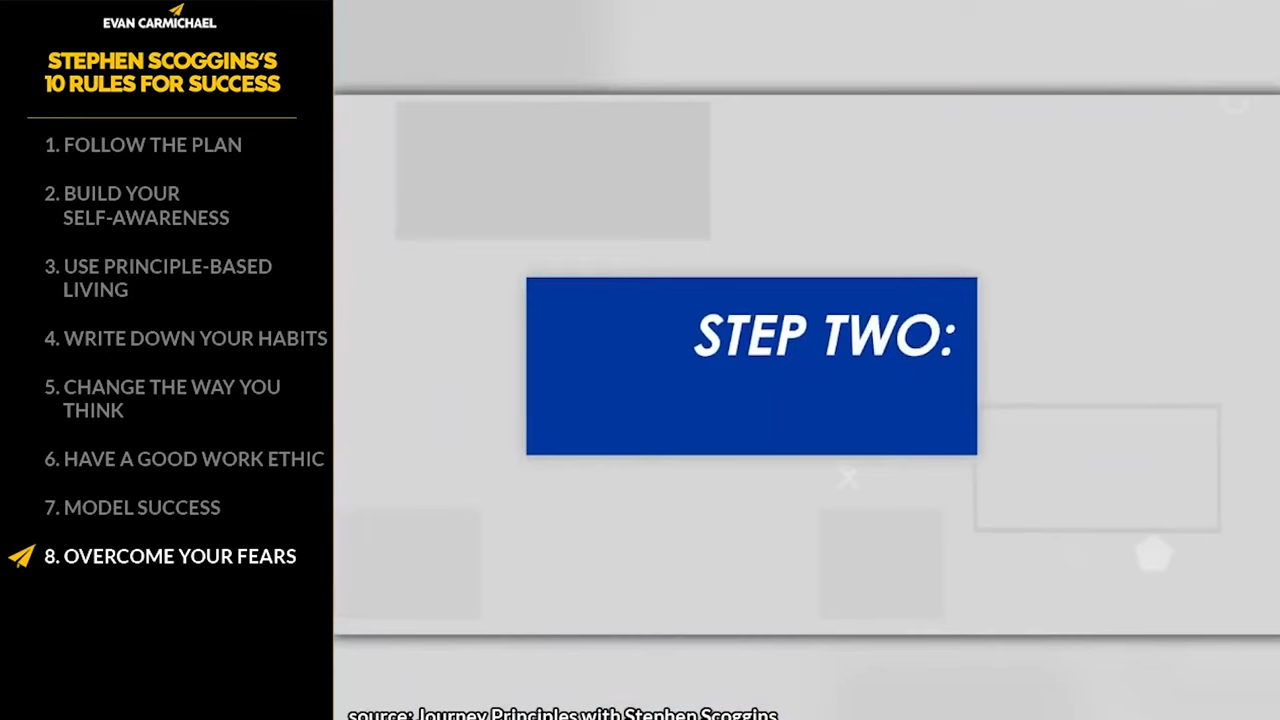 EVAN CARMICHAEL
STEPHEN SCOGGINS'S
10 RULES FOR SUCCESS
1. FOLLOW THE PLAN
2. BUILD YOUR
SELF-AWARENESS
3. USE PRINCIPLE-BASED
LIVING
4. WRITE DOWN YOUR HABITS
5. CHANGE THE WAY YOU
THINK
6. HAVE A GOOD WORK ETHIC
7. MODEL SUCCESS
8. OVERCOME YOUR FEARS
STEP TWO:
source: Journey Principles with Stephen Scoggins